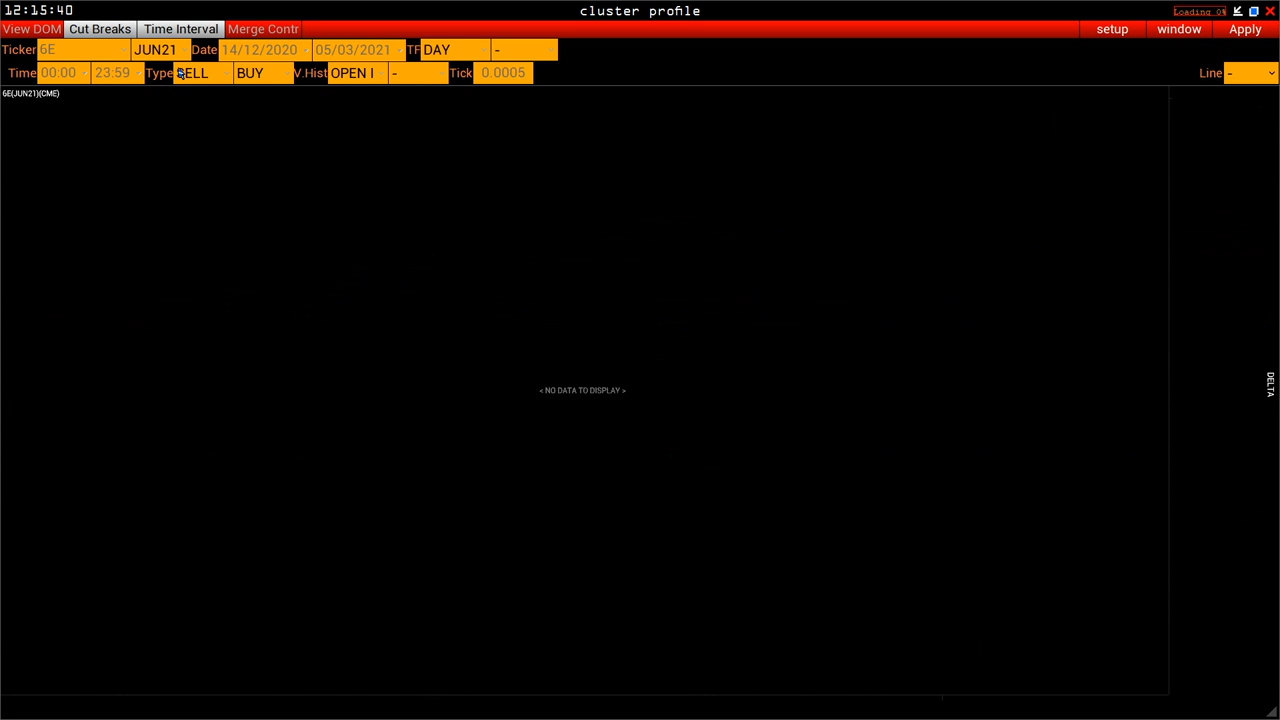 12:15:40 cluster profile Loading 0%
View DOM Cut Breaks Time Interval Merge Contr setup window Apply
Ticker 6E JUN21 Date 14/12/2020 05/03/2021 TF DAY -
Time 00:00 23:59 Type SELL BUY V.Hist OPEN I - Tick 0.0005 Line -
6E(JUN21)(CME)
< NO DATA TO DISPLAY >
DELTA